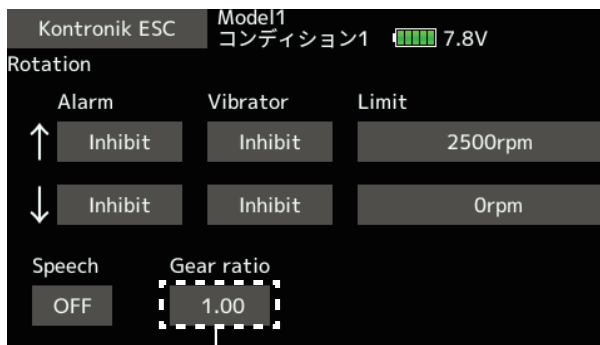 Kontronik ESC
Model1
コンディション1 7.8V
Rotation
Alarm Vibrator Limit
↑ Inhibit Inhibit 2500rpm
↓ Inhibit Inhibit 0rpm
Speech Gear ratio
OFF 1.00